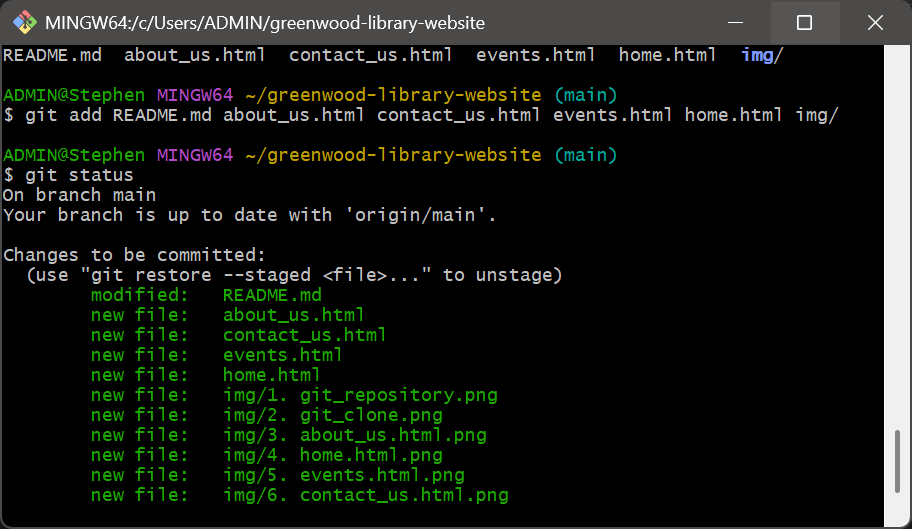 MINGW64:/c/Users/ADMIN/greenwood-library-website
README.md  about_us.html  contact_us.html  events.html  home.html  img/
ADMIN@Stephen MINGW64 ~/greenwood-library-website (main)
$ git add README.md about_us.html contact_us.html events.html home.html img/
ADMIN@Stephen MINGW64 ~/greenwood-library-website (main)
$ git status
On branch main
Your branch is up to date with 'origin/main'.
Changes to be committed:
  (use "git restore --staged <file>..." to unstage)
        modified:   README.md
        new file:   about_us.html
        new file:   contact_us.html
        new file:   events.html
        new file:   home.html
        new file:   img/1. git_repository.png
        new file:   img/2. git_clone.png
        new file:   img/3. about_us.html.png
        new file:   img/4. home.html.png
        new file:   img/5. events.html.png
        new file:   img/6. contact_us.html.png